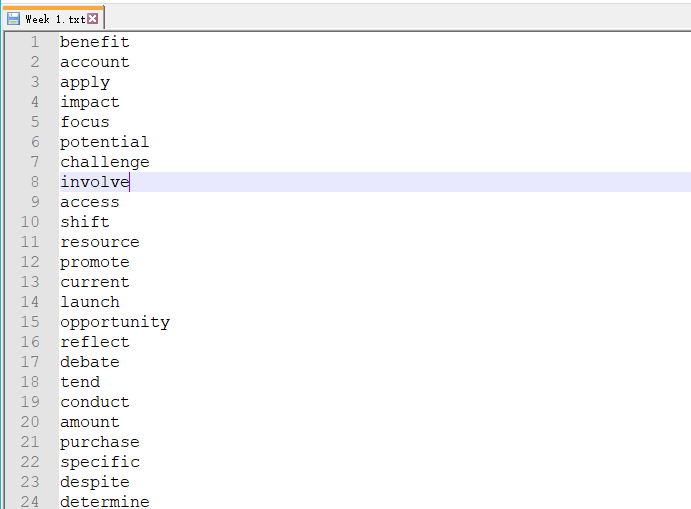 Week 1.txt
1 benefit
2 account
3 apply
4 impact
5 focus
6 potential
7 challenge
8 involve
9 access
10 shift
11 resource
12 promote
13 current
14 launch
15 opportunity
16 reflect
17 debate
18 tend
19 conduct
20 amount
21 purchase
22 specific
23 despite
24 determine